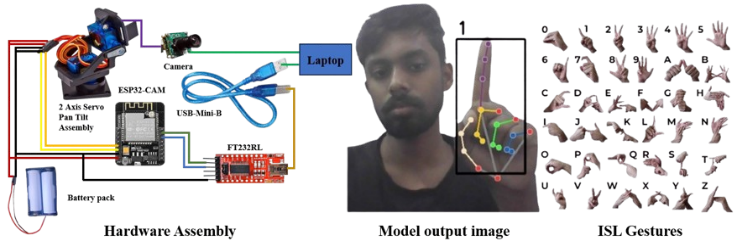 2 Axis Servo
Pan Tilt
Assembly
Camera
Laptop
USB-Mini-B
ESP32-CAM
FT232RL
Battery pack
Hardware Assembly
1
Model output image
0 1 2 3 4 5
6 7 8 9 A B
C D E F G H
I J K L M N
O P Q R S T
U V W X Y Z
ISL Gestures